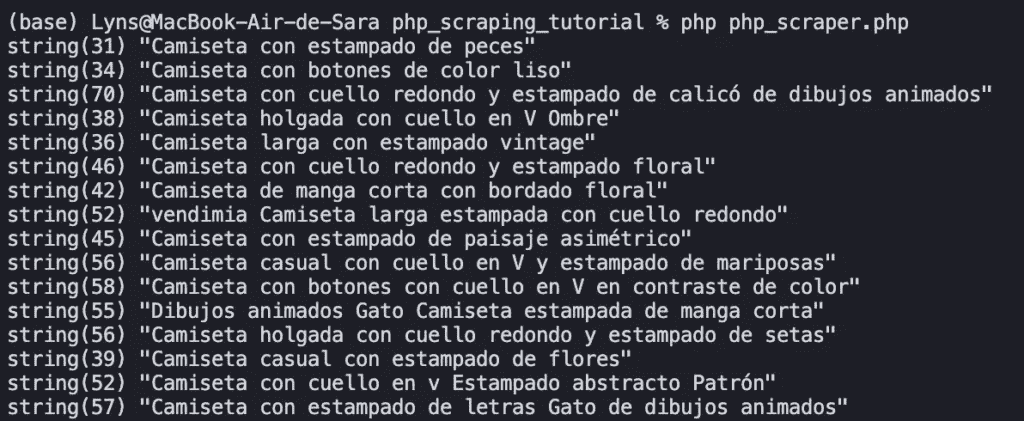 (base) Lyns@MacBook-Air-de-Sara php_scraping_tutorial % php php_scraper.php
string(31) "Camiseta con estampado de peces"
string(34) "Camiseta con botones de color liso"
string(70) "Camiseta con cuello redondo y estampado de calicó de dibujos animados"
string(38) "Camiseta holgada con cuello en V Ombre"
string(36) "Camiseta larga con estampado vintage"
string(46) "Camiseta con cuello redondo y estampado floral"
string(42) "Camiseta de manga corta con bordado floral"
string(52) "vendimia Camiseta larga estampada con cuello redondo"
string(45) "Camiseta con estampado de paisaje asimétrico"
string(56) "Camiseta casual con cuello en V y estampado de mariposas"
string(58) "Camiseta con botones con cuello en V en contraste de color"
string(55) "Dibujos animados Gato Camiseta estampada de manga corta"
string(56) "Camiseta holgada con cuello redondo y estampado de setas"
string(39) "Camiseta casual con estampado de flores"
string(52) "Camiseta con cuello en v Estampado abstracto Patrón"
string(57) "Camiseta con estampado de letras Gato de dibujos animados"